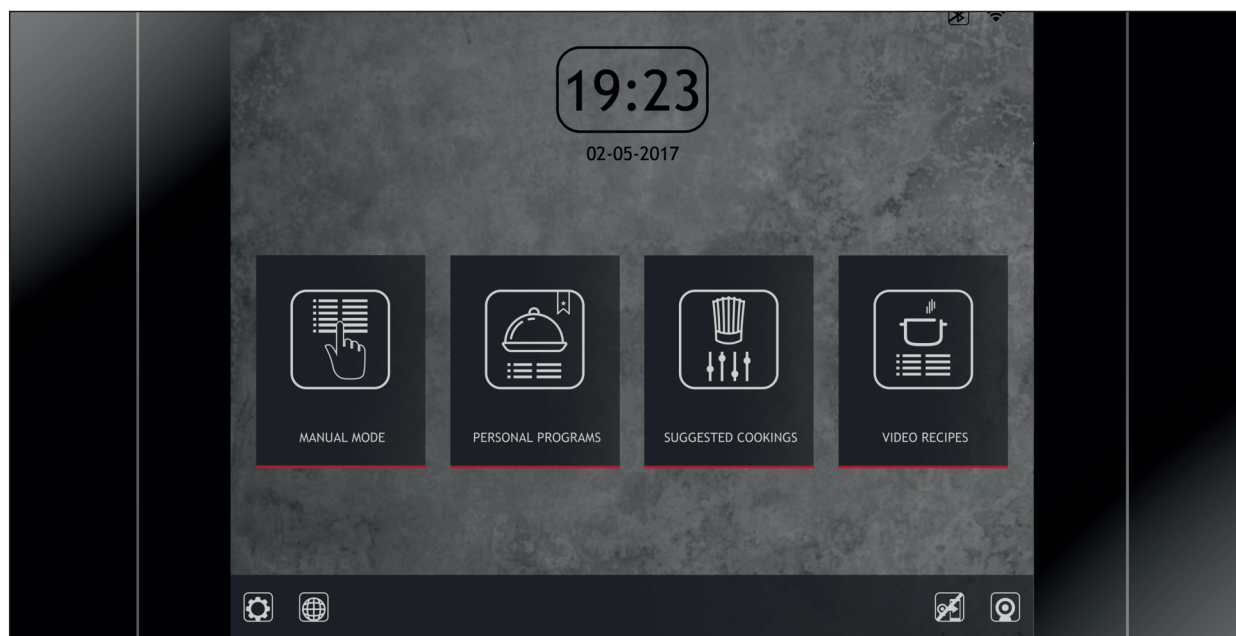 19:23
02-05-2017
MANUAL MODE
PERSONAL PROGRAMS
SUGGESTED COOKINGS
VIDEO RECIPES